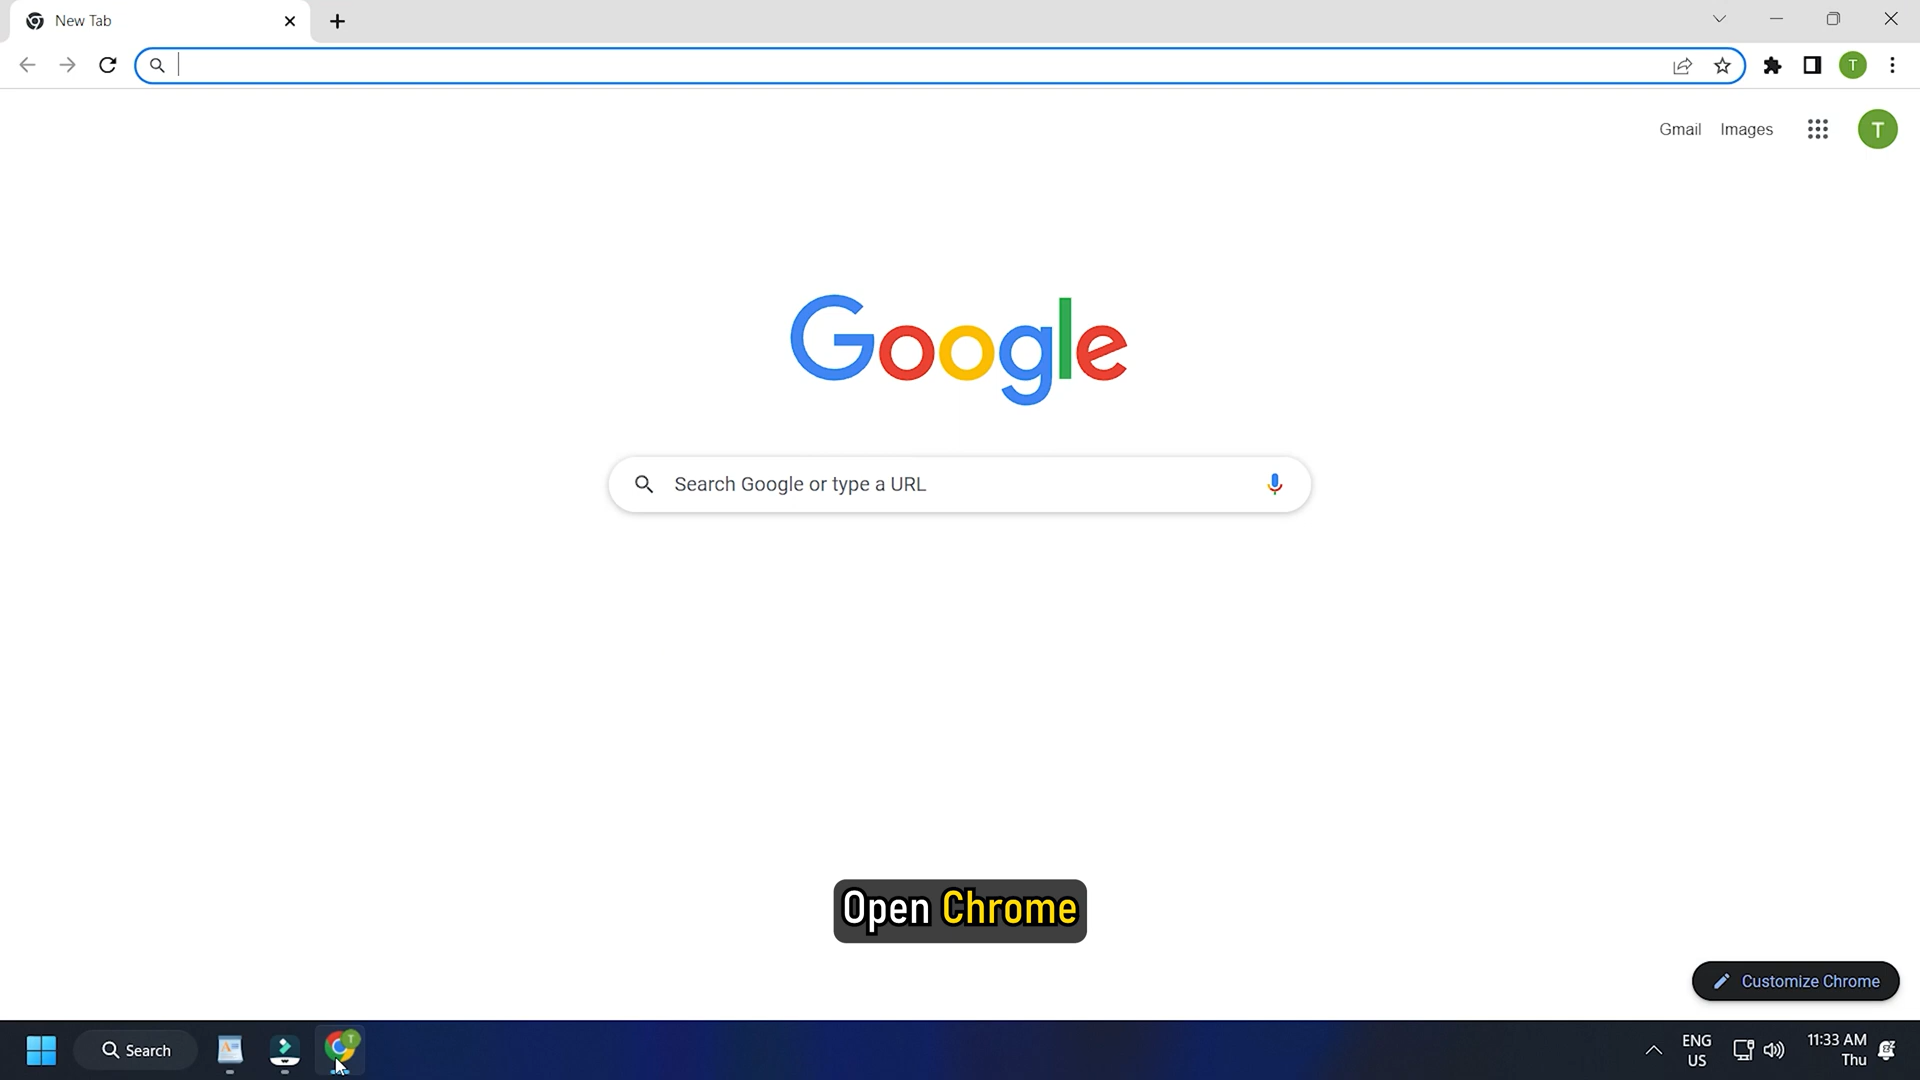 New Tab
T
Gmail Images T
Google
Search Google or type a URL
Open Chrome
Customize Chrome
Search
T
ENG
US
11:33 AM
Thu